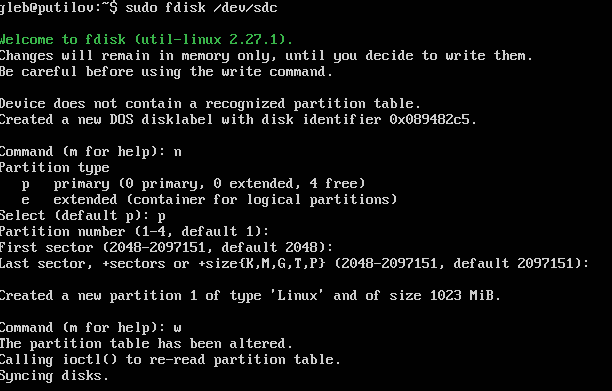 gleb@putilov:~$ sudo fdisk /dev/sdc
Welcome to fdisk (util-linux 2.27.1).
Changes will remain in memory only, until you decide to write them.
Be careful before using the write command.
Device does not contain a recognized partition table.
Created a new DOS disklabel with disk identifier 0x089482c5.
Command (m for help): n
Partition type
p   primary (0 primary, 0 extended, 4 free)
e   extended (container for logical partitions)
Select (default p): p
Partition number (1-4, default 1):
First sector (2048-2097151, default 2048):
Last sector, +sectors or +size{K,M,G,T,P} (2048-2097151, default 2097151):
Created a new partition 1 of type 'Linux' and of size 1023 MiB.
Command (m for help): w
The partition table has been altered.
Calling ioctl() to re-read partition table.
Syncing disks.